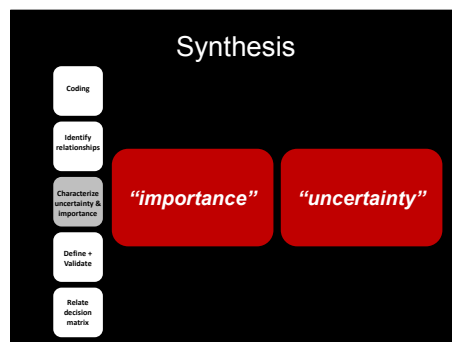 Synthesis
Coding
Identify
relationships
Characterize
uncertainty &
importance
Define +
Validate
Relate
decision
matrix
“importance”
“uncertainty”